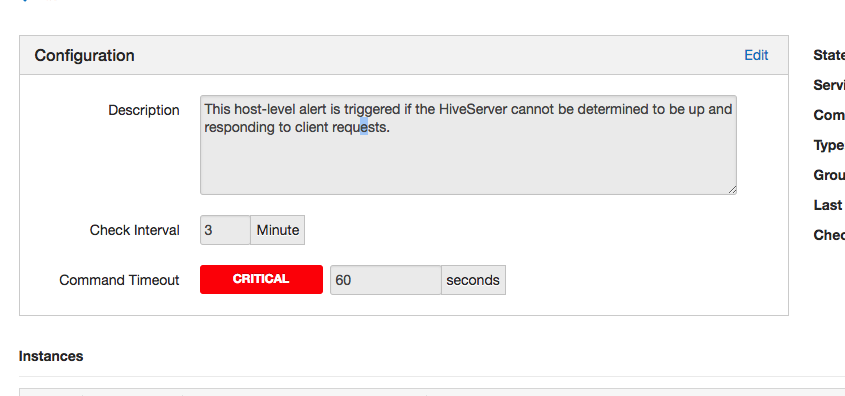 Configuration
Edit
Description
This host-level alert is triggered if the HiveServer cannot be determined to be up and
responding to client requests.
Check Interval
3
Minute
Command Timeout
CRITICAL
60
seconds
Instances
State
Servi
Com
Type
Grou
Last
Chec